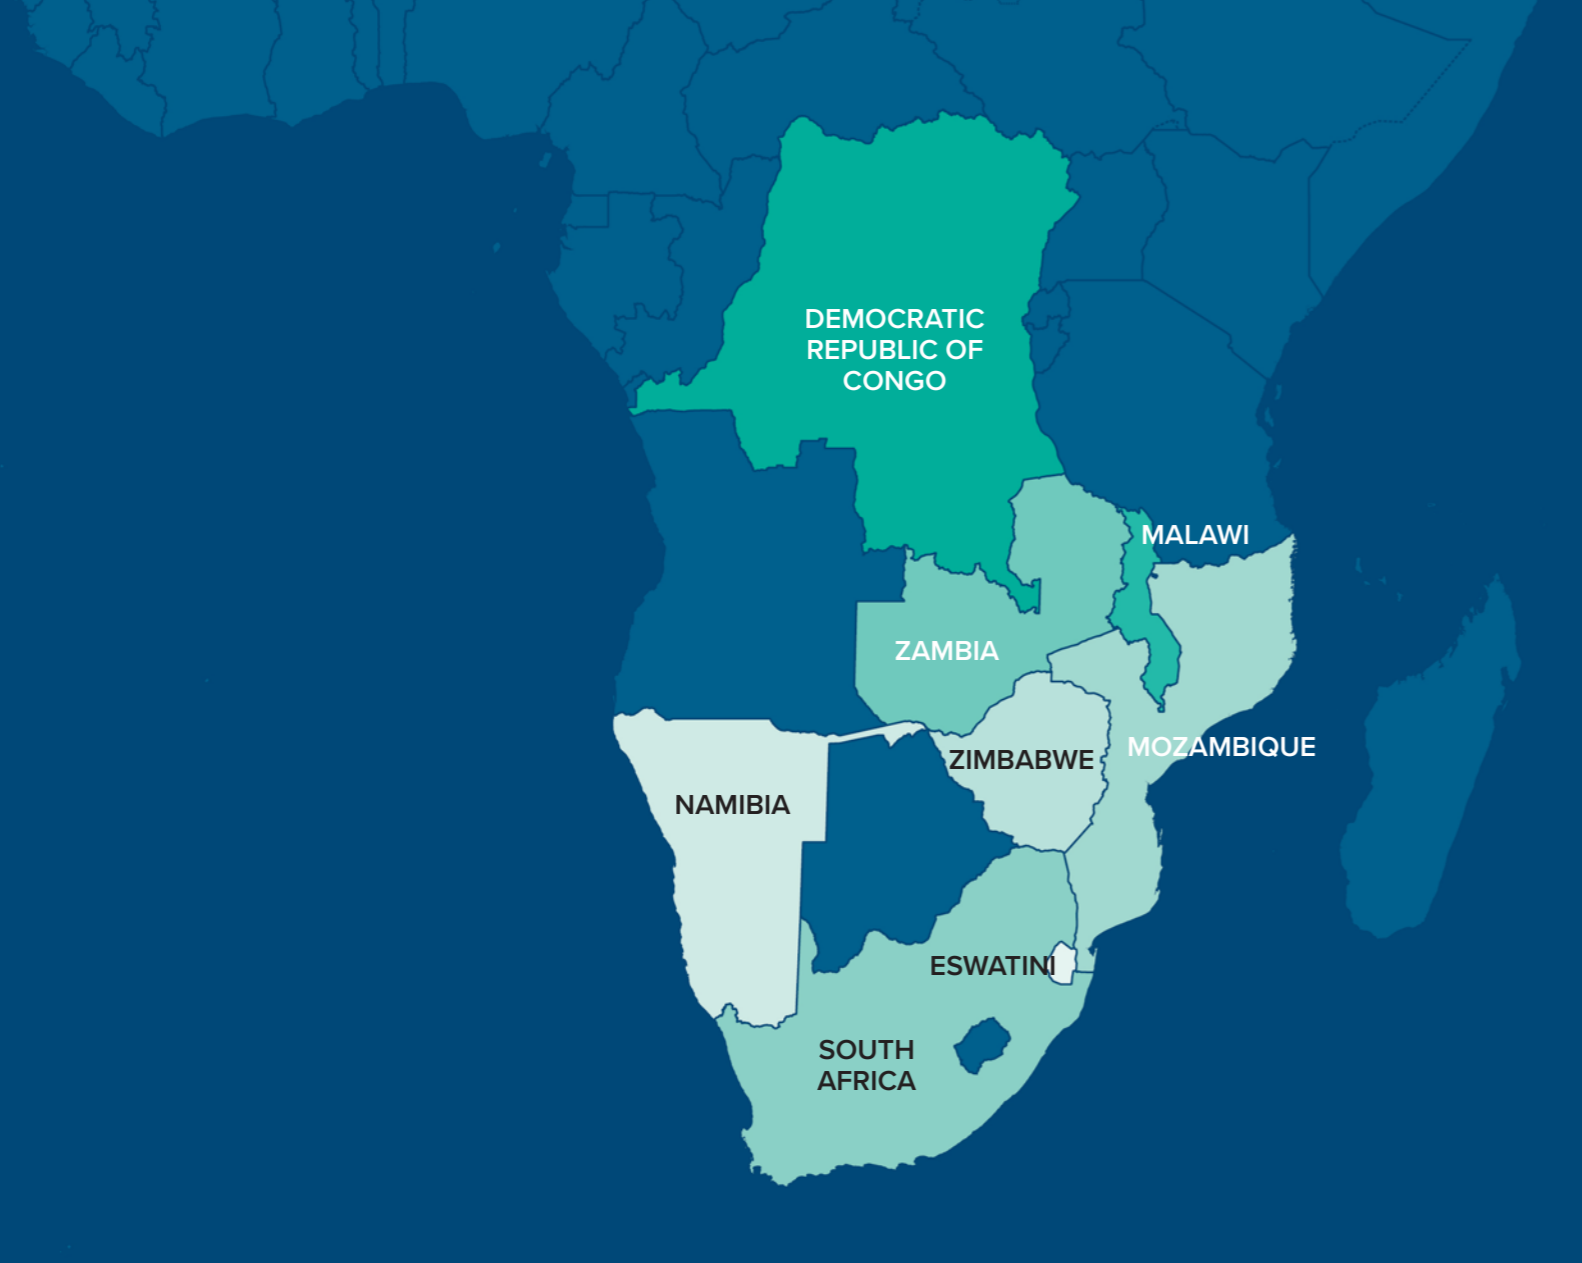 DEMOCRATIC
REPUBLIC OF
CONGO
MALAWI
ZAMBIA
MOZAMBIQUE
ZIMBABWE
NAMIBIA
ESWATINI
SOUTH
AFRICA